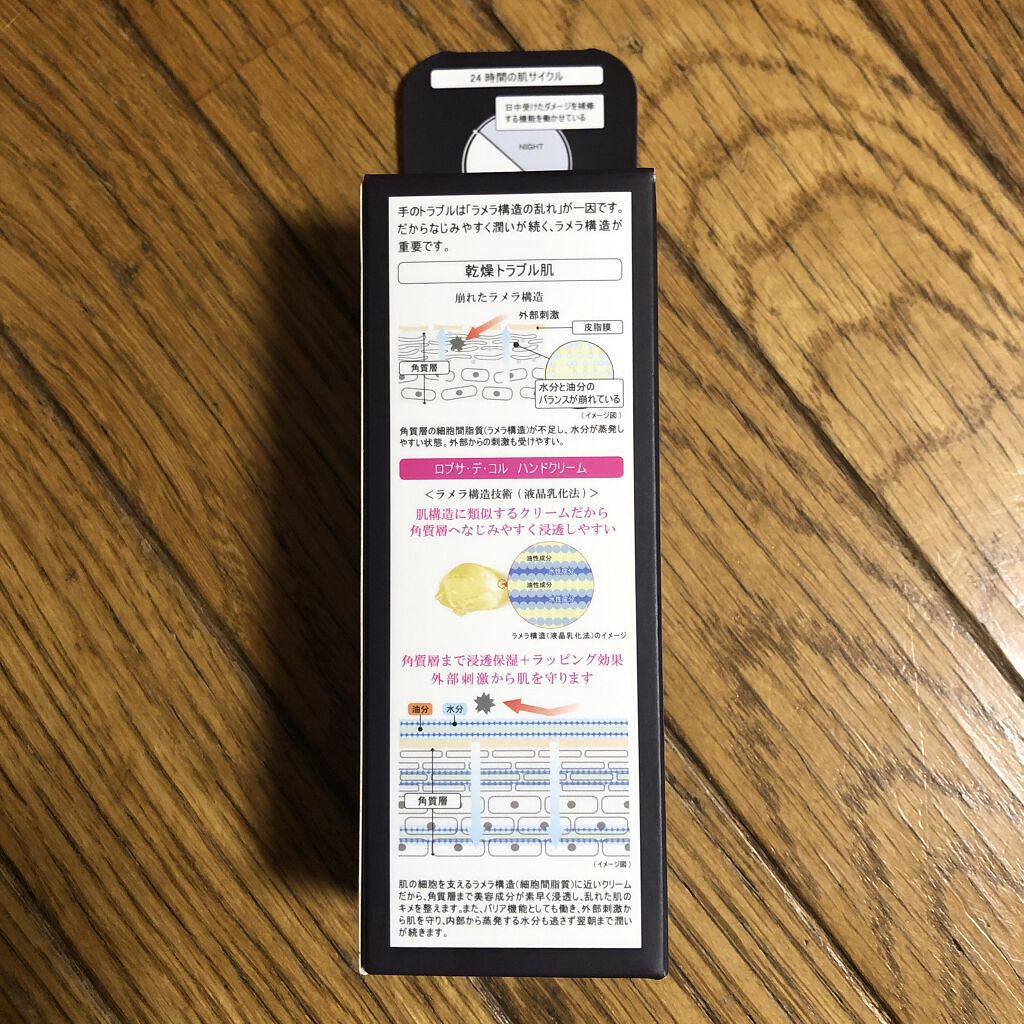 24時間の肌サイクル
日中受けたダメージを補修
する機能を働かせている
NIGHT
手のトラブルは「ラメラ構造の乱れ」が一因です。
だからなじみやすく潤いが続く、ラメラ構造が
重要です。
乾燥トラブル肌
崩れたラメラ構造
外部刺激
皮脂膜
角質層
水分と油分の
バランスが崩れている
(イメージ図)
角質層の細胞間脂質(ラメラ構造)が不足し、水分が蒸発し
やすい状態。外部からの刺激も受けやすい。
ロブサ・デ・コル ハンドクリーム
＜ラメラ構造技術(液晶乳化法)＞
肌構造に類似するクリームだから
角質層へなじみやすく浸透しやすい
油性成分
水性成分
油性成分
水性成分
ラメラ構造(液晶乳化法)のイメージ
角質層まで浸透保湿＋ラッピング効果
外部刺激から肌を守ります
油分
水分
角質層
(イメージ図)
肌の細胞を支えるラメラ構造(細胞間脂質)に近いクリーム
だから、角質層まで美容成分が素早く浸透し、乱れた肌の
キメを整えます。また、バリア機能としても働き、外部刺激か
ら肌を守り、内部から蒸発する水分も逃さず翌朝まで潤い
が続きます。